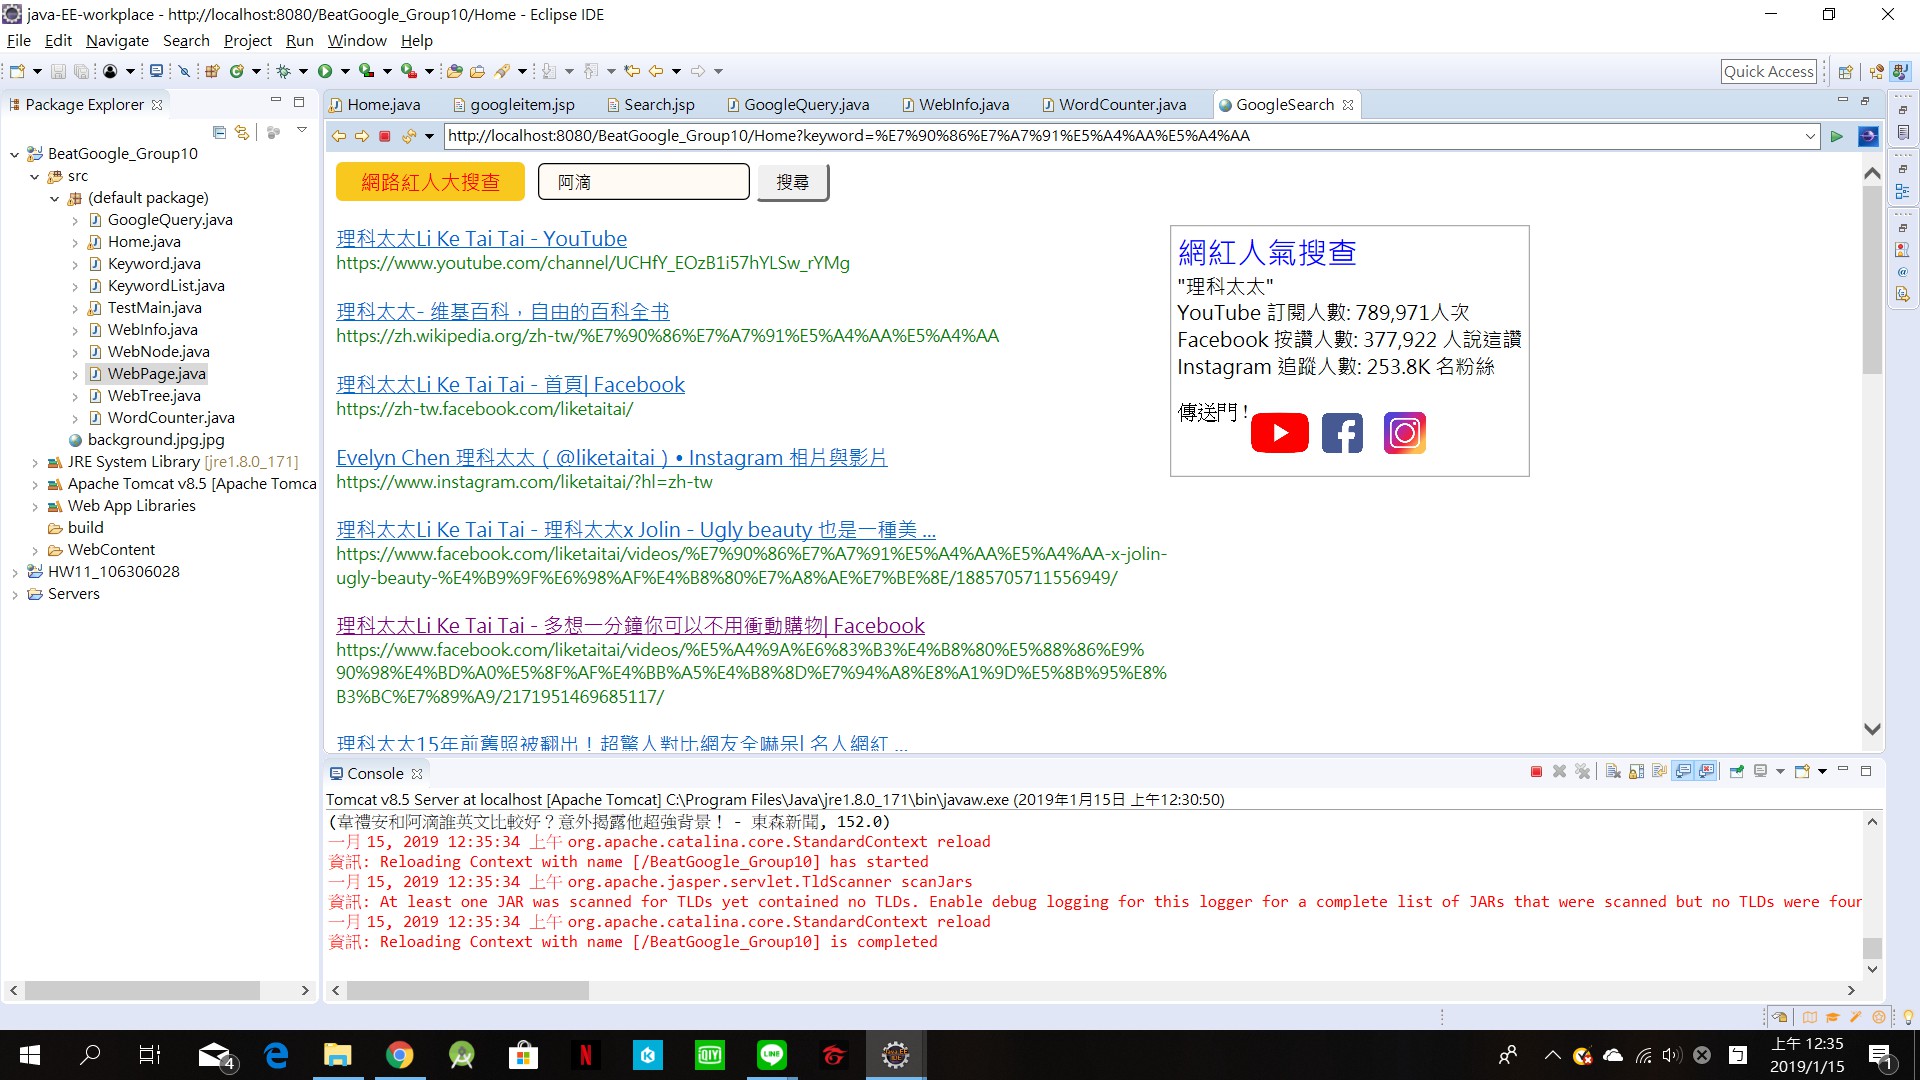 java-EE-workplace - http://localhost:8080/BeatGoogle_Group10/Home - Eclipse IDE
File Edit Navigate Search Project Run Window Help
Quick Access
Package Explorer
BeatGoogle_Group10
src
(default package)
GoogleQuery.java
Home.java
Keyword.java
KeywordList.java
TestMain.java
WebInfo.java
WebNode.java
WebPage.java
WebTree.java
WordCounter.java
background.jpg.jpg
JRE System Library [jre1.8.0_171]
Apache Tomcat v8.5 [Apache Tomca
Web App Libraries
build
WebContent
HW11_106306028
Servers
Home.java googleitem.jsp Search.jsp GoogleQuery.java WebInfo.java WordCounter.java GoogleSearch
http://localhost:8080/BeatGoogle_Group10/Home?keyword=%E7%90%86%E7%A7%91%E5%A4%AA%E5%A4%AA
網路紅人大搜查 阿滴 搜尋
理科太太Li Ke Tai Tai - YouTube
https://www.youtube.com/channel/UCHfY_EOzB1i57hYLSw_rYMg
理科太太- 维基百科，自由的百科全书
https://zh.wikipedia.org/zh-tw/%E7%90%86%E7%A7%91%E5%A4%AA%E5%A4%AA
理科太太Li Ke Tai Tai - 首頁| Facebook
https://zh-tw.facebook.com/liketaitai/
Evelyn Chen 理科太太（@liketaitai）• Instagram 相片與影片
https://www.instagram.com/liketaitai/?hl=zh-tw
理科太太Li Ke Tai Tai - 理科太太x Jolin - Ugly beauty 也是一種美 ...
https://www.facebook.com/liketaitai/videos/%E7%90%86%E7%A7%91%E5%A4%AA%E5%A4%AA-x-jolin-
ugly-beauty-%E4%B9%9F%E6%98%AF%E4%B8%80%E7%A8%AE%E7%BE%8E/1885705711556949/
理科太太Li Ke Tai Tai - 多想一分鐘你可以不用衝動購物| Facebook
https://www.facebook.com/liketaitai/videos/%E5%A4%9A%E6%83%B3%E4%B8%80%E5%88%86%E9%
90%98%E4%BD%A0%E5%8F%AF%E4%BB%A5%E4%B8%8D%E7%94%A8%E8%A1%9D%E5%8B%95%E8%
B3%BC%E7%89%A9/2171951469685117/
理科太太15年前舊照被翻出！超驚人對比網友全嚇呆| 名人網紅 ...
網紅人氣搜查
"理科太太"
YouTube 訂閱人數: 789,971人次
Facebook 按讚人數: 377,922 人說這讚
Instagram 追蹤人數: 253.8K 名粉絲
傳送門！
Console
Tomcat v8.5 Server at localhost [Apache Tomcat] C:\Program Files\Java\jre1.8.0_171\bin\javaw.exe (2019年1月15日 上午12:30:50)
(韋禮安和阿滴誰英文比較好？意外揭露他超強背景！ - 東森新聞, 152.0)
一月 15, 2019 12:35:34 上午 org.apache.catalina.core.StandardContext reload
資訊: Reloading Context with name [/BeatGoogle_Group10] has started
一月 15, 2019 12:35:34 上午 org.apache.jasper.servlet.TldScanner scanJars
資訊: At least one JAR was scanned for TLDs yet contained no TLDs. Enable debug logging for this logger for a complete list of JARs that were scanned but no TLDs were four
一月 15, 2019 12:35:34 上午 org.apache.catalina.core.StandardContext reload
資訊: Reloading Context with name [/BeatGoogle_Group10] is completed
4
N
QIY
LINE
上午 12:35
2019/1/15
1